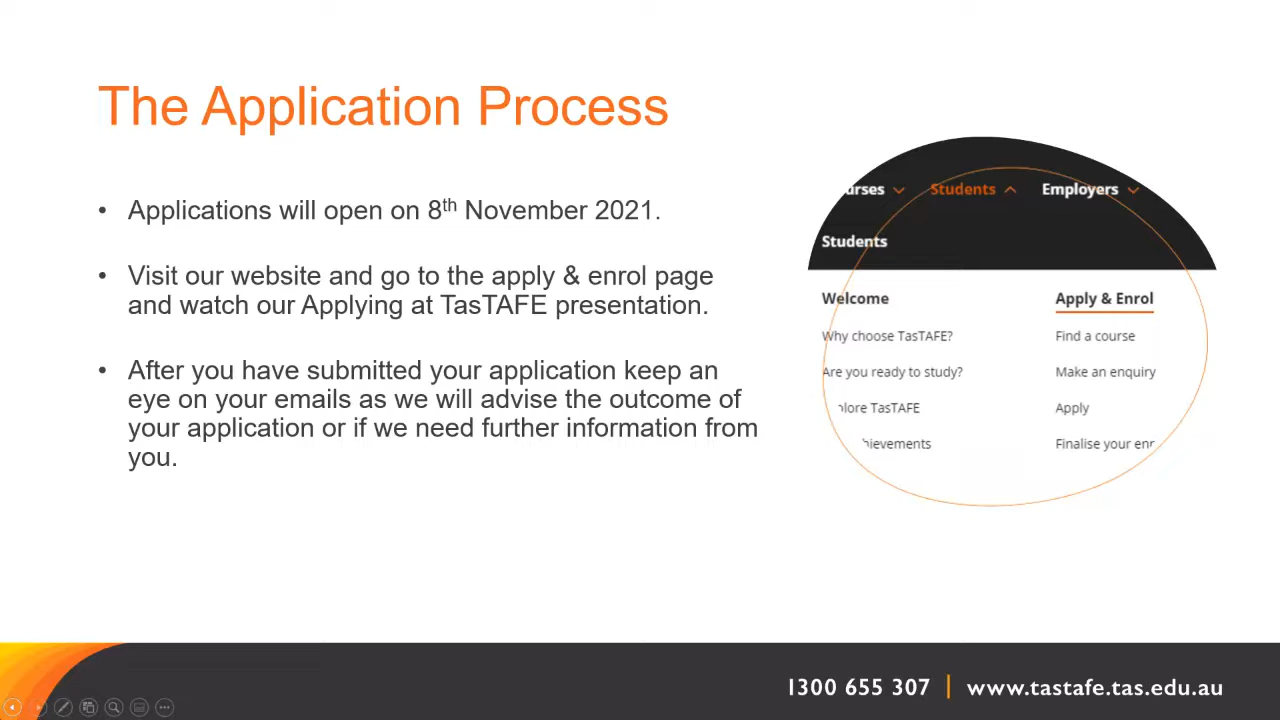 The Application Process
• Applications will open on 8th November 2021.
• Visit our website and go to the apply & enrol page
and watch our Applying at TasTAFE presentation.
• After you have submitted your application keep an
eye on your emails as we will advise the outcome of
your application or if we need further information from
you.
Students Employers
Students
Welcome Apply & Enrol
Why choose TasTAFE? Find a course
Are you ready to study? Make an enquiry
TasTAFE Apply
Finalise your
1300 655 307 | www.tastafe.tas.edu.au